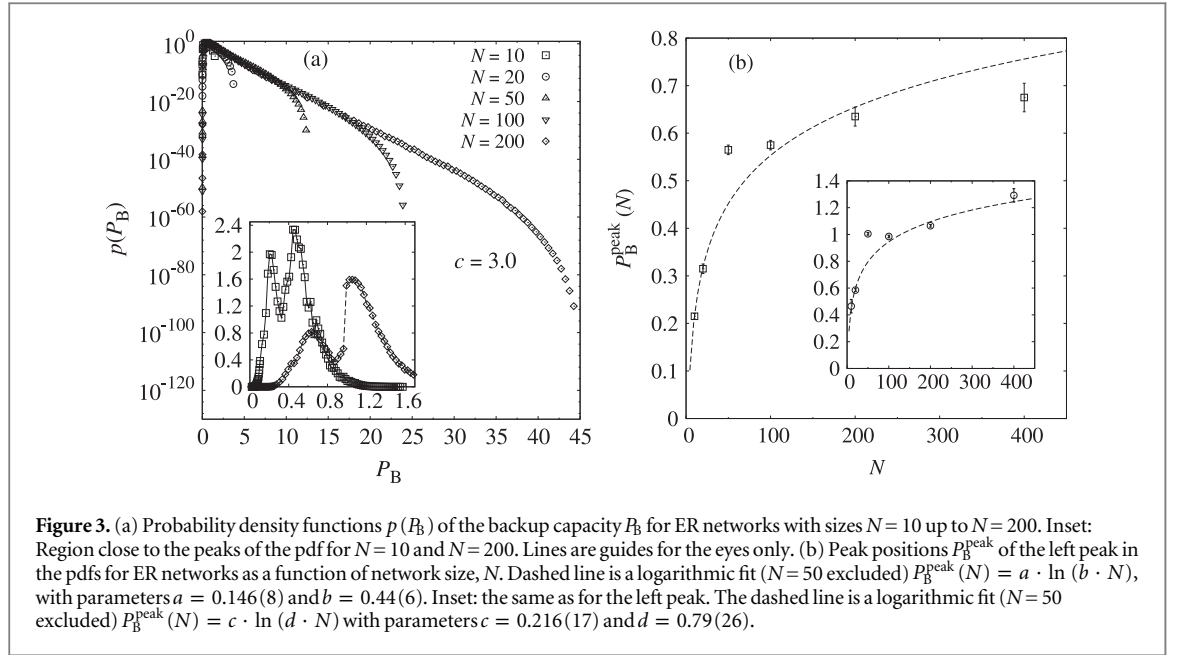 (a)
N = 10
N = 20
N = 50
N = 100
N = 200
10^0
10^-20
10^-40
10^-60
10^-80
10^-100
10^-120
p(P_B)
2.4
2
1.6
1.2
0.8
0.4
0
0 0.4 0.8 1.2 1.6
c = 3.0
0 5 10 15 20 25 30 35 40 45
P_B
(b)
0.8
0.7
0.6
0.5
0.4
0.3
0.2
0.1
0
P_B^peak (N)
1.4
1.2
1
0.8
0.6
0.4
0.2
0
0 100 200 300 400
0 100 200 300 400
N
Figure 3. (a) Probability density functions p(P_B) of the backup capacity P_B for ER networks with sizes N = 10 up to N = 200. Inset:
Region close to the peaks of the pdf for N = 10 and N = 200. Lines are guides for the eyes only. (b) Peak positions P_B^peak of the left peak in
the pdfs for ER networks as a function of network size, N. Dashed line is a logarithmic fit (N = 50 excluded) P_B^peak (N) = a · ln (b · N),
with parameters a = 0.146(8) and b = 0.44(6). Inset: the same as for the left peak. The dashed line is a logarithmic fit (N = 50
excluded) P_B^peak (N) = c · ln (d · N) with parameters c = 0.216(17) and d = 0.79(26).